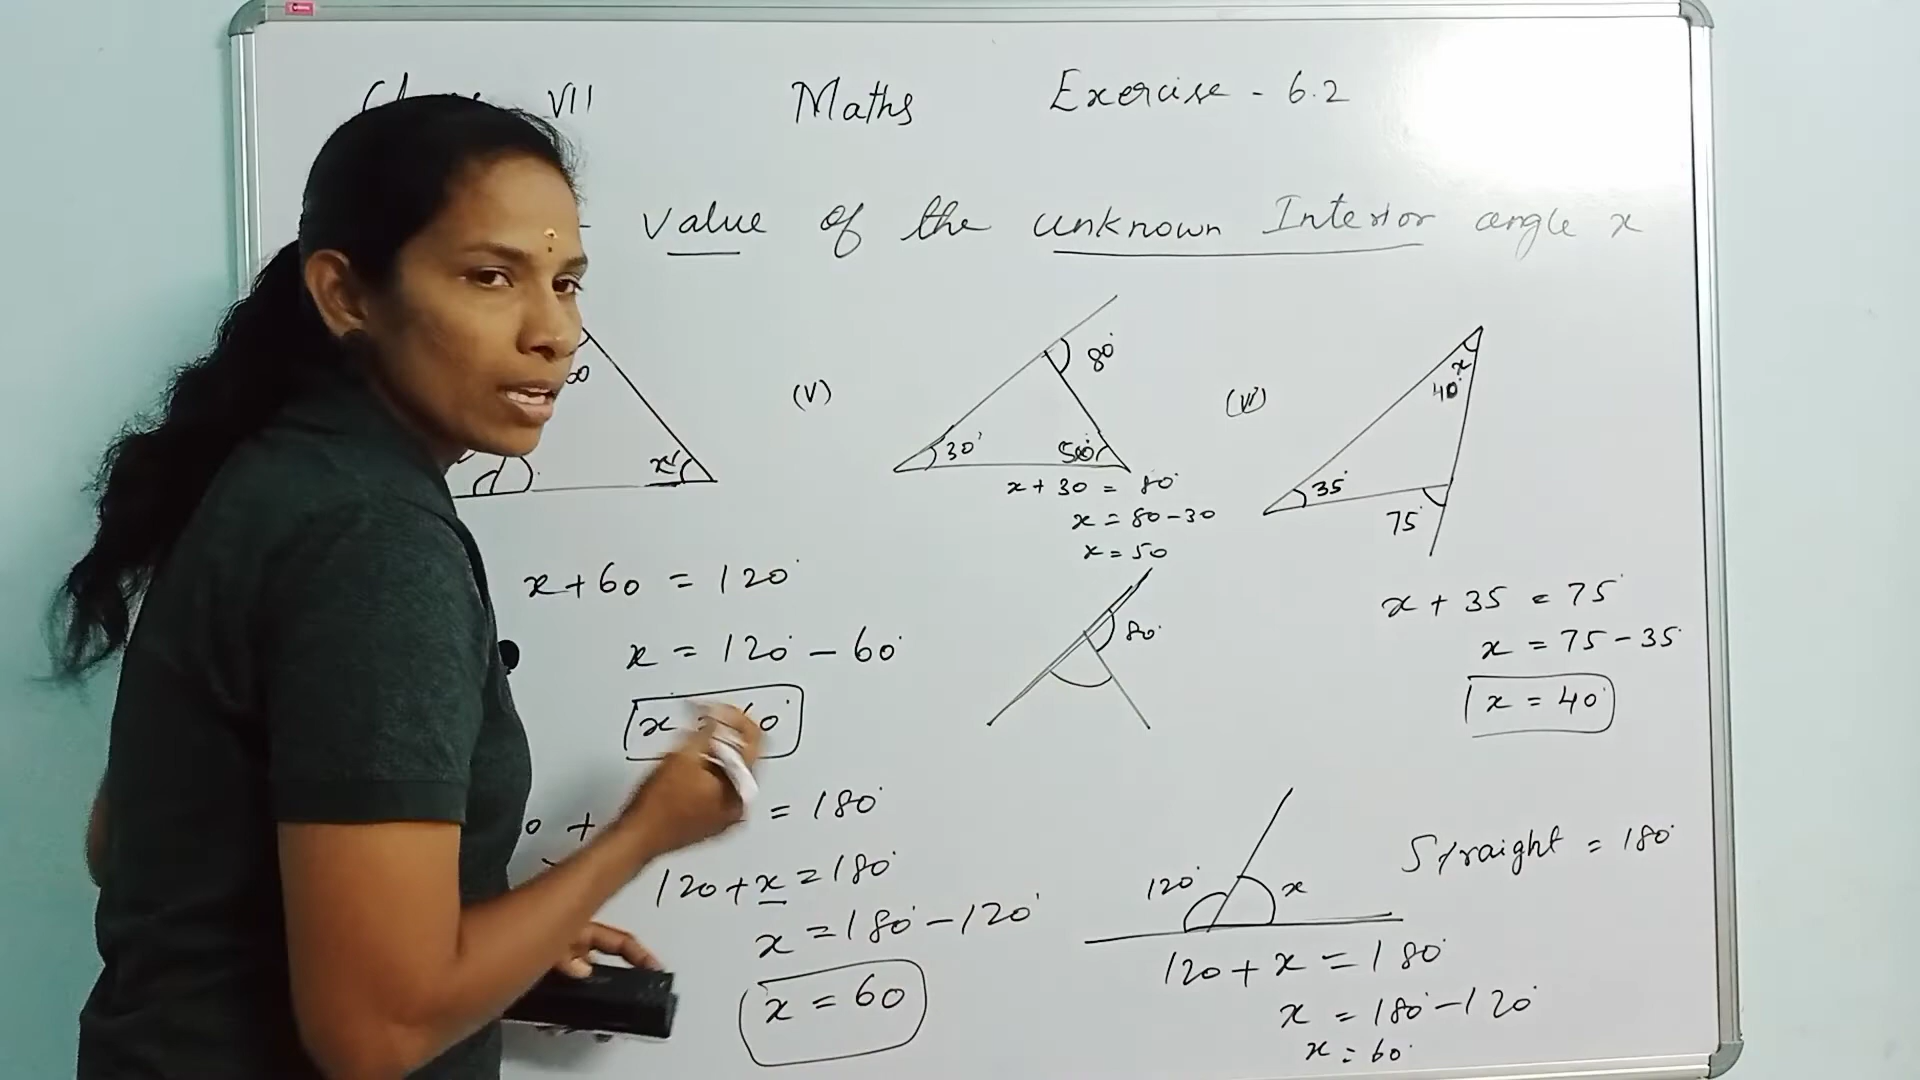 VII Maths Exercise - 6.2
value of the unknown Interior angle x
(V)
80°
30°
50°
x + 30 = 80°
x = 80 - 30
x = 50
(vi)
x
40°
35°
75°
x
x + 60 = 120°
x = 120° - 60°
x = 60°
= 180°
120 + x = 180°
x = 180° - 120°
x = 60
80°
x + 35 = 75°
x = 75 - 35°
x = 40°
Straight = 180°
120°
x
120 + x = 180°
x = 180° - 120°
x = 60°